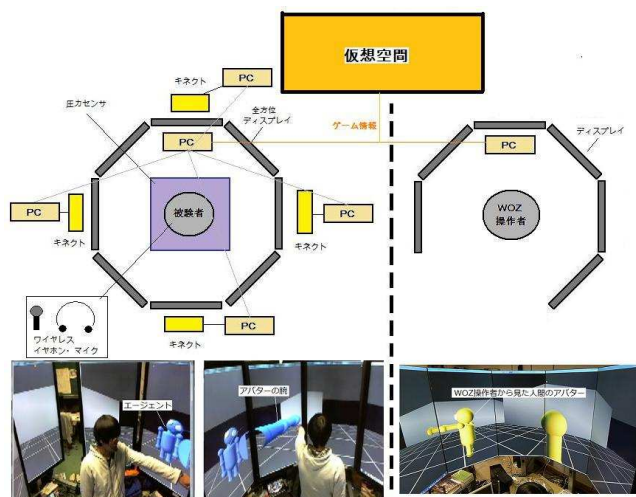 仮想空間
キネクト
PC
圧力センサ
全方位
ディスプレイ
ゲーム情報
PC
PC
ディスプレイ
PC
キネクト
被験者
キネクト
PC
WOZ
操作者
キネクト
PC
ワイヤレス
イヤホン・マイク
エージェント
アバターの腕
WOZ操作者から見た人間のアバター